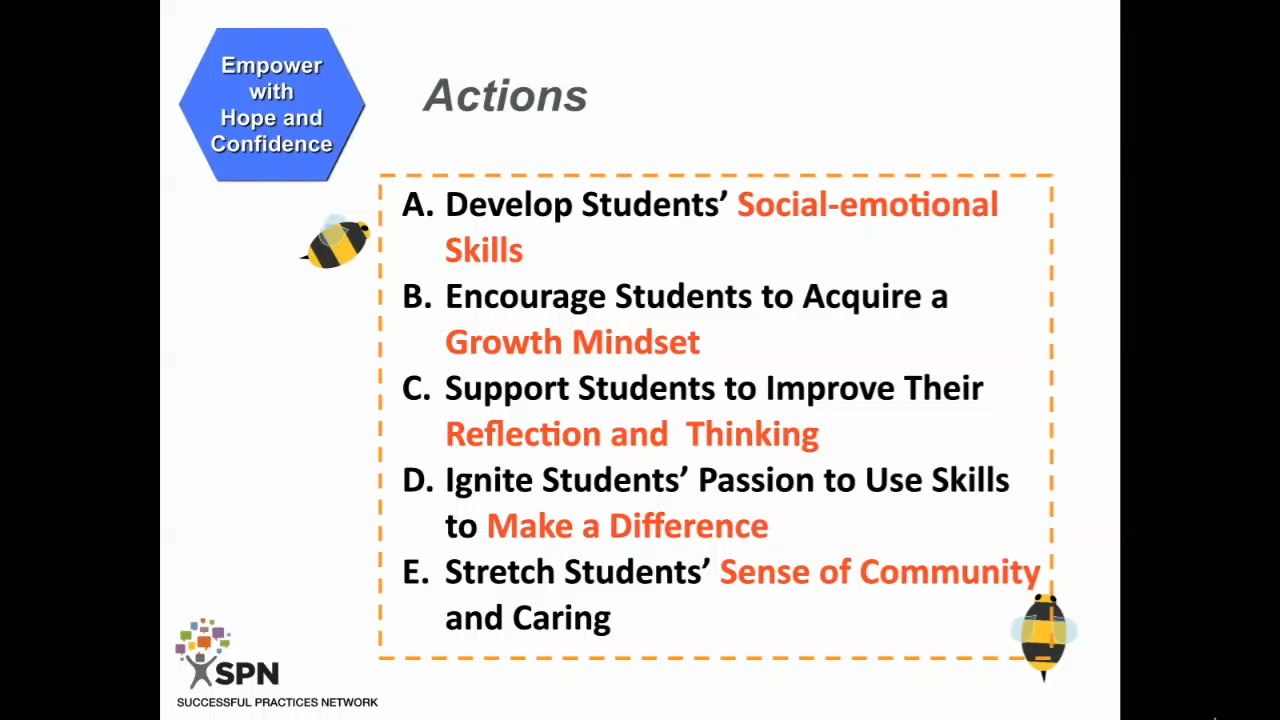 Empower
with
Hope and
Confidence
Actions
A. Develop Students’ Social-emotional
Skills
B. Encourage Students to Acquire a
Growth Mindset
C. Support Students to Improve Their
Reflection and  Thinking
D. Ignite Students’ Passion to Use Skills
to Make a Difference
E. Stretch Students’ Sense of Community
and Caring
SPN
SUCCESSFUL PRACTICES NETWORK